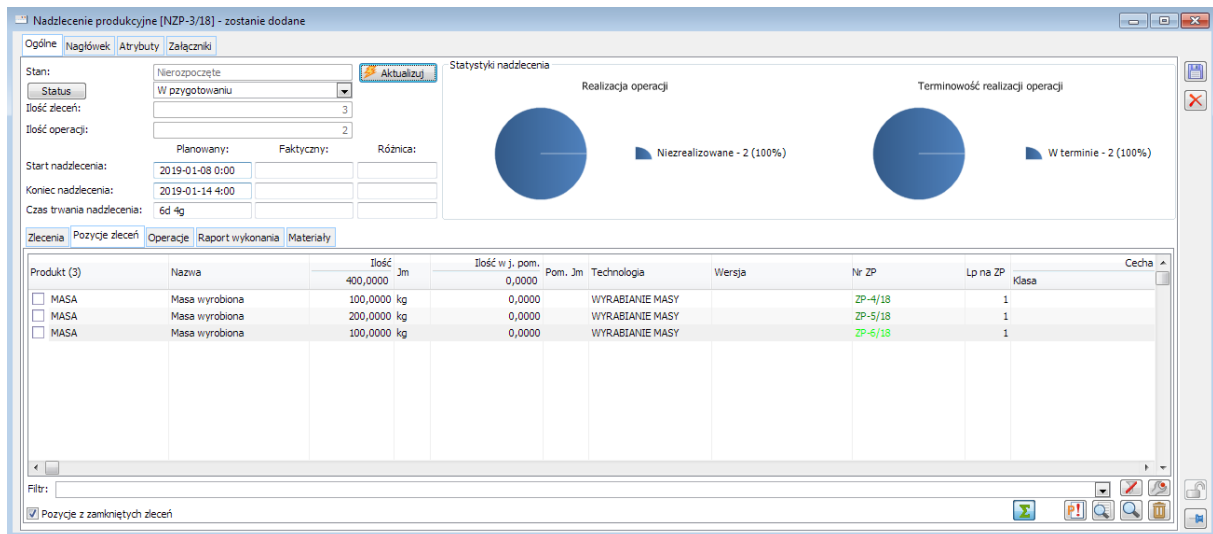 Nadzlecenie produkcyjne [NZP-3/18] - zostanie dodane
Ogólne Nagłówek Atrybuty Załączniki
Stan: Nierozpoczęte Aktualizuj
Status W pzygotowaniu
Ilość zleceń: 3
Ilość operacji: 2
Planowany: Faktyczny: Różnica:
Start nadzlecenia: 2019-01-08 0:00
Koniec nadzlecenia: 2019-01-14 4:00
Czas trwania nadzlecenia: 6d 4g
Statystyki nadzlecenia
Realizacja operacji
Niezrealizowane - 2 (100%)
Terminowość realizacji operacji
W terminie - 2 (100%)
Zlecenia Pozycje zleceń Operacje Raport wykonania Materiały
Produkt (3) Nazwa Ilość Jm Ilość w j. pom. Pom. Jm Technologia Wersja Nr ZP Lp na ZP Cecha
400,0000 0,0000 Klasa
MASA Masa wyrobiona 100,0000 kg 0,0000 WYRABIANIE MASY ZP-4/18 1
MASA Masa wyrobiona 200,0000 kg 0,0000 WYRABIANIE MASY ZP-5/18 1
MASA Masa wyrobiona 100,0000 kg 0,0000 WYRABIANIE MASY ZP-6/18 1
Filtr:
Pozycje z zamkniętych zleceń
Σ P!